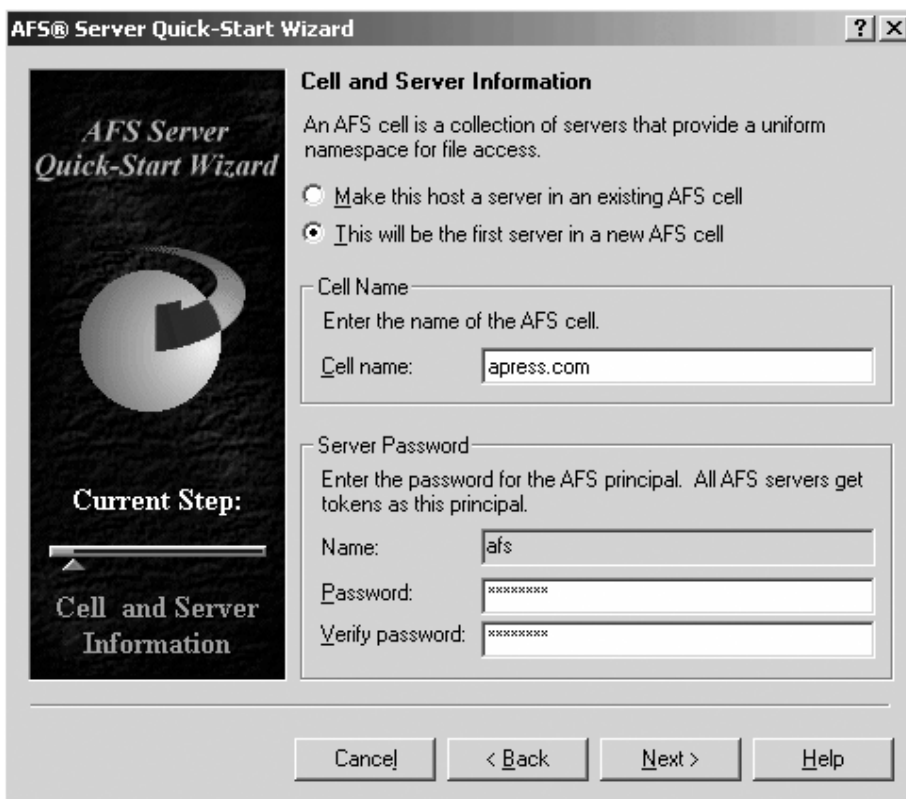 AFS® Server Quick-Start Wizard
AFS Server
Quick-Start Wizard
Current Step:
Cell and Server
Information
Cell and Server Information
An AFS cell is a collection of servers that provide a uniform
namespace for file access.
Make this host a server in an existing AFS cell
This will be the first server in a new AFS cell
Cell Name
Enter the name of the AFS cell.
Cell name: apress.com
Server Password
Enter the password for the AFS principal. All AFS servers get
tokens as this principal.
Name: afs
Password: ********
Verify password: ********
Cancel < Back Next > Help